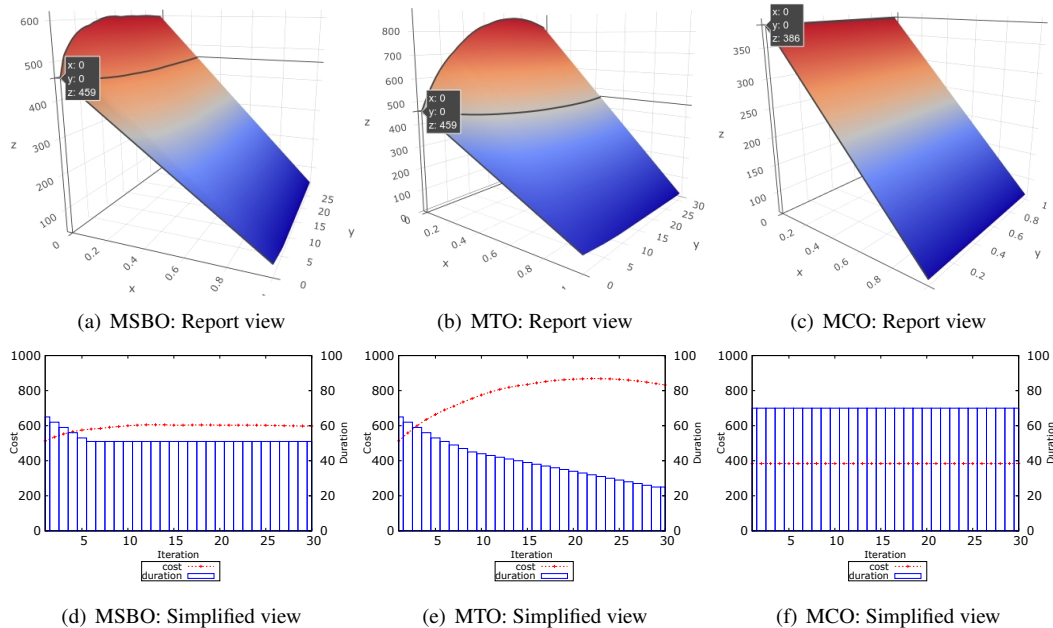 600
500
400
300
200
100
z
x: 0
y: 0
z: 459
0
0.2
0.4
0.6
0.8
1
x
0
5
10
15
20
25
y
(a) MSBO: Report view
800
700
600
500
400
300
200
100
0
z
x: 0
y: 0
z: 459
0
0.2
0.4
0.6
0.8
1
x
0
5
10
15
20
25
30
y
(b) MTO: Report view
350
300
250
200
150
100
z
x: 0
y: 0
z: 386
0
0.2
0.4
0.6
0.8
x
0.2
0.4
0.6
0.8
1
y
(c) MCO: Report view
1000
800
600
400
200
0
Cost
100
80
60
40
20
0
Duration
5 10 15 20 25 30
Iteration
cost
duration
(d) MSBO: Simplified view
1000
800
600
400
200
0
Cost
100
80
60
40
20
0
Duration
5 10 15 20 25 30
Iteration
cost
duration
(e) MTO: Simplified view
1000
800
600
400
200
0
Cost
100
80
60
40
20
0
Duration
5 10 15 20 25 30
Iteration
cost
duration
(f) MCO: Simplified view